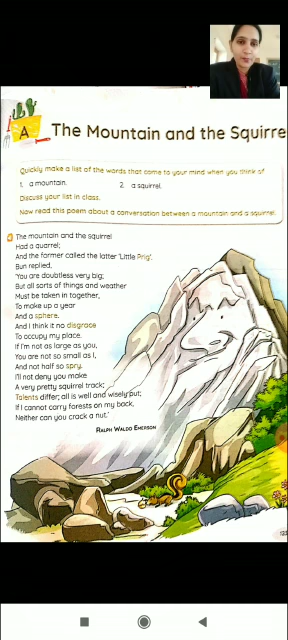 A The Mountain and the Squirre
Quickly make a list of the words that come to your mind when you think of
1. a mountain. 2. a squirrel.
Discuss your list in class.
Now read this poem about a conversation between a mountain and a squirrel.
The mountain and the squirrel
Had a quarrel;
And the former called the latter 'Little Prig'.
Bun replied,
'You are doubtless very big;
But all sorts of things and weather
Must be taken in together,
To make up a year
And a sphere.
And I think it no disgrace
To occupy my place.
If I'm not as large as you,
You are not so small as I,
And not half so spry.
I'll not deny you make
A very pretty squirrel track;
Talents differ; all is well and wisely put;
If I cannot carry forests on my back,
Neither can you crack a nut.'
RALPH WALDO EMERSON